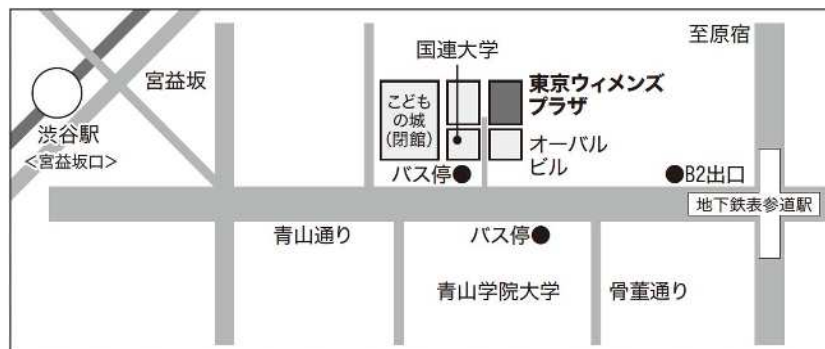 至原宿
国連大学
宮益坂
東京ウィメンズ
プラザ
こども
の城
(閉館)
渋谷駅
<宮益坂口>
オーバル
ビル
バス停
B2出口
地下鉄表参道駅
青山通り
バス停
青山学院大学
骨董通り